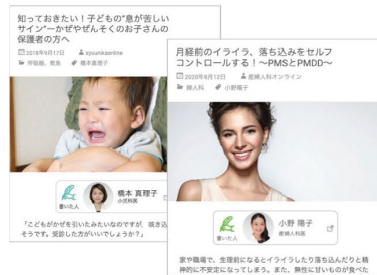 知っておきたい！子どもの“息が苦しい
サイン”ーかぜやぜんそくのお子さんの
保護者の方へ
2018年9月17日 syounikaonline
呼吸器、救急 橋本真理子
書いた人
橋本 真理子
小児科医
「こどもがかぜを引いたみたいなのですが、咳き込
そうです。受診した方がいいでしょうか？」
月経前のイライラ、落ち込みをセルフ
コントロールする！〜PMSとPMDD〜
2020年8月12日 産婦人科オンライン
婦人科 小野陽子
書いた人
小野 陽子
産婦人科医
家や職場で、生理前になるとイライラしたり落ち込んだりと精
神的に不安定になってしまう。また、無性に甘いものが食べた